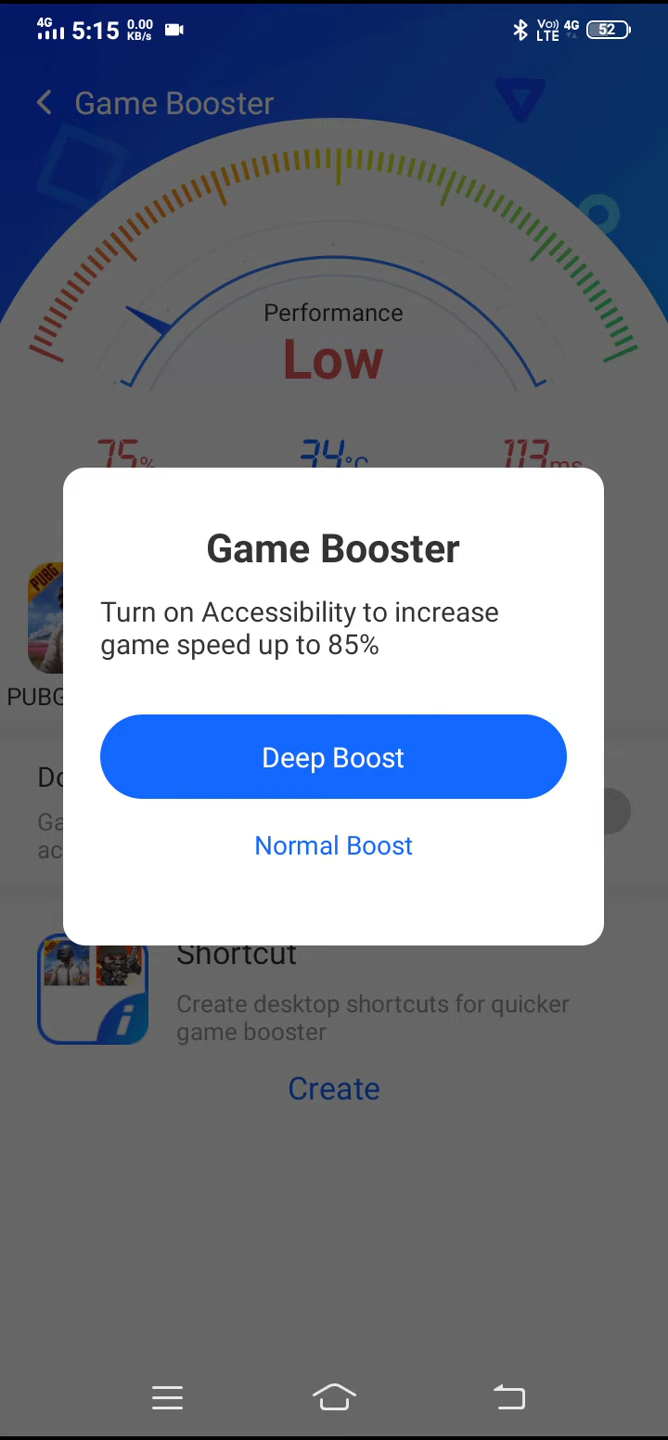 4G 5:15 0.00 KB/s Vo)) LTE 4G 52
Game Booster
Performance
Low
75% 34°C 113ms
PUBG
Game Booster
Turn on Accessibility to increase
game speed up to 85%
Deep Boost
Normal Boost
Shortcut
Create desktop shortcuts for quicker
game booster
Create